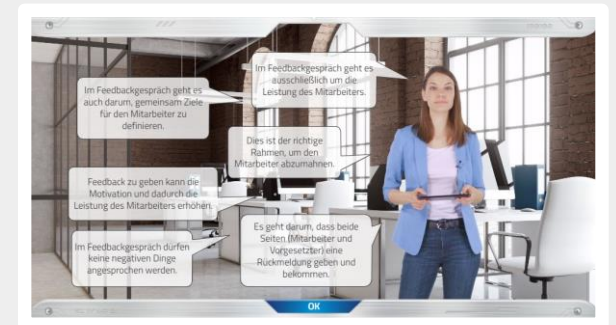 Im Feedbackgespräch geht es
ausschließlich um die
Leistung des Mitarbeiters.
Im Feedbackgespräch geht es
auch darum, gemeinsam Ziele
für den Mitarbeiter zu
definieren.
Dies ist der richtige
Rahmen, um den
Mitarbeiter abzumahnen.
Feedback zu geben kann die
Motivation und dadurch die
Leistung des Mitarbeiters erhöhen.
Es geht darum, dass beide
Seiten (Mitarbeiter und
Vorgesetzter) eine
Rückmeldung geben und
bekommen.
Im Feedbackgespräch dürfen
keine negativen Dinge
angesprochen werden.
OK